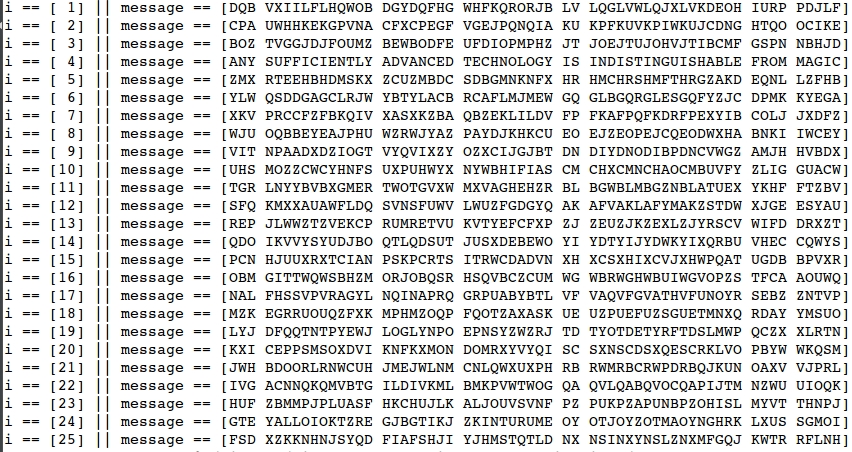 i == [ 1] || message == [DQB VXIILFLHQWOB DGYDQFHG WHFKQRORJB LV LQGLVWLQJXLVKDEOH IURP PDJLF]
i == [ 2] || message == [CPA UWHHKEKGPVNA CFXCPEGF VGEJPQNQIA KU KPFKUVKPIWKUJCDNG HTQO OCIKE]
i == [ 3] || message == [BOZ TVGGJDJFOUMZ BEWBODFE UFDIOPMPHZ JT JOEJTUJOHVJTIBCMF GSPN NBHJD]
i == [ 4] || message == [ANY SUFFICIENTLY ADVANCED TECHNOLOGY IS INDISTINGUISHABLE FROM MAGIC]
i == [ 5] || message == [ZMX RTEEHBHDMSKX ZCUZMBDC SDBGMNKNFX HR HMCHRSHMFTHRGZAKD EQNL LZFHB]
i == [ 6] || message == [YLW QSDDGAGCLRJW YBTYLACB RCAFLMJMEW GQ GLBGQRGLESGQFYZJC DPMK KYEGA]
i == [ 7] || message == [XKV PRCCFZFBKQIV XASXKZBA QBZEKLILDV FP FKAFPQFKDRFPEXYIB COLJ JXDFZ]
i == [ 8] || message == [WJU OQBBEYEAJPHU WZRWJYAZ PAYDJKHKCU EO EJZEOPEJCQEODWXHA BNKI IWCEY]
i == [ 9] || message == [VIT NPAADXDZIOGT VYQVIXZY OZXCIJGJBT DN DIYDNODIBPDNCVWGZ AMJH HVBDX]
i == [10] || message == [UHS MOZZCWCYHNFS UXPUHWYX NYWBHIFIAS CM CHXCMNCHAOCMBUVFY ZLIG GUACW]
i == [11] || message == [TGR LNYYBVBXGMER TWOTGVXW MXVAGHEHZR BL BGWBLMBGZNBLATUEX YKHF FTZBV]
i == [12] || message == [SFQ KMXXAUAWFLDQ SVNSFUWV LWUZFGDGYQ AK AFVAKLAFYMAKZSTDW XJGE ESYAU]
i == [13] || message == [REP JLWWZTZVEKCP RUMRETVU KVTYEFCFXP ZJ ZEUZJKZEXLZJYRSCV WIFD DRXZT]
i == [14] || message == [QDO IKVVYSYUDJBO QTLQDSUT JUSXDEBEWO YI YDTYIJYDWKYIXQRBU VHEC CQWYS]
i == [15] || message == [PCN HJUUXRXTCIAN PSKPCRTS ITRWCDADVN XH XCSXHIXCVJXHWPQAT UGDB BPVXR]
i == [16] || message == [OBM GITTWQWSBHZM ORJOBQSR HSQVBCZCUM WG WBRWGHWBUIWGVOPZS TFCA AOUWQ]
i == [17] || message == [NAL FHSSVPVRAGYL NQINAPRQ GRPUABYBTL VF VAQVFGVATHVFUNOYR SEBZ ZNTVP]
i == [18] || message == [MZK EGRRUOUQZFXK MPHMZOQP FQOTZAXASK UE UZPUEFUZSGUETMNXQ RDAY YMSUO]
i == [19] || message == [LYJ DFQQTNTPYEWJ LOGLYNPO EPNSYZWZRJ TD TYOTDETYRFTDSLMWP QCZX XLRTN]
i == [20] || message == [KXI CEPPSMSOXDVI KNFKXMON DOMRXYVYQI SC SXNSCDSXQESCRKLVO PBYW WKQSM]
i == [21] || message == [JWH BDOORLRNWCUH JMEJWLNM CNLQWXUXPH RB RWMRBCRWPDRBQJKUN OAXV VJPRL]
i == [22] || message == [IVG ACNNQKQMVBTG ILDIVKML BMKPVWTWOG QA QVLQABQVOCQAPIJTM NZWU UIOQK]
i == [23] || message == [HUF ZBMMPJPLUASF HKCHUJLK ALJOUVSVNF PZ PUKPZAPUNBPZOHISL MYVT THNPJ]
i == [24] || message == [GTE YALLOIOKTZRE GJBGTIKJ ZKINTURUME OY OTJOYZOTMAOYNGHRK LXUS SGMOI]
i == [25] || message == [FSD XZKKNHNJSYQD FIAFSHJI YJHMSTQTLD NX NSINXYNSLZNXMFGQJ KWTR RFLNH]